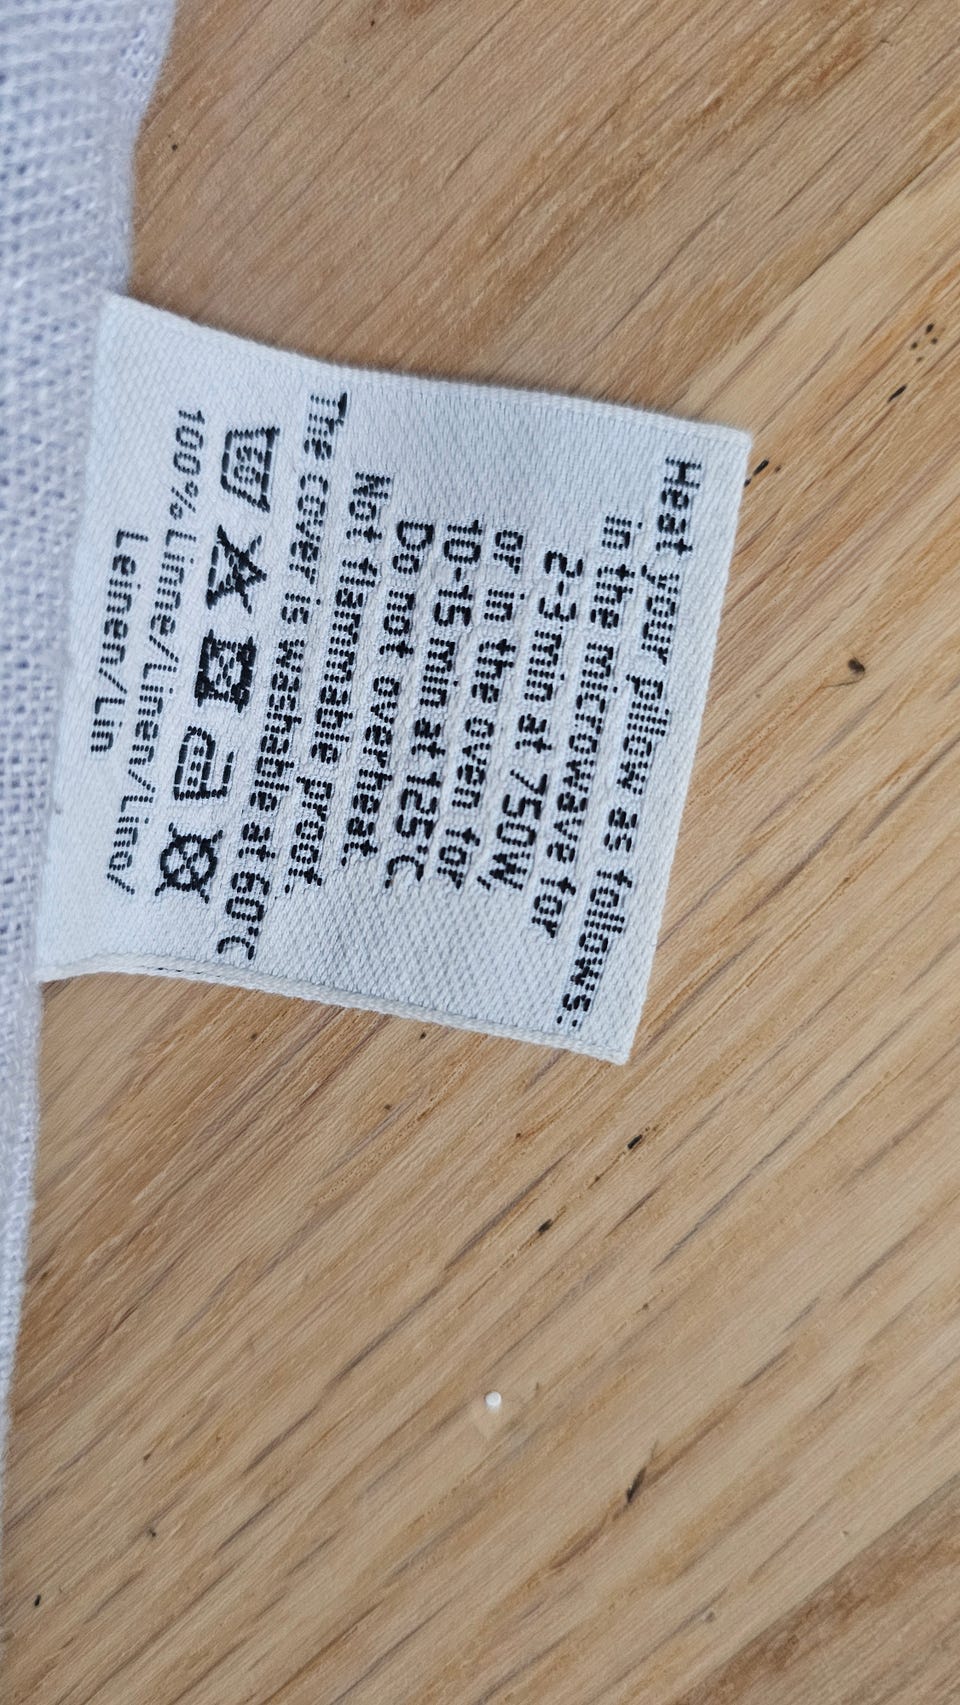 Heat your pillow as follows:
in the microwave for
2-3 min at 750W,
or in the oven for
10-15 min at 125°C
Do not overheat.
Not flammable proof.
The cover is washable at 60°C
60
100% Linne/Linen/Lino/
Leinen/Lin